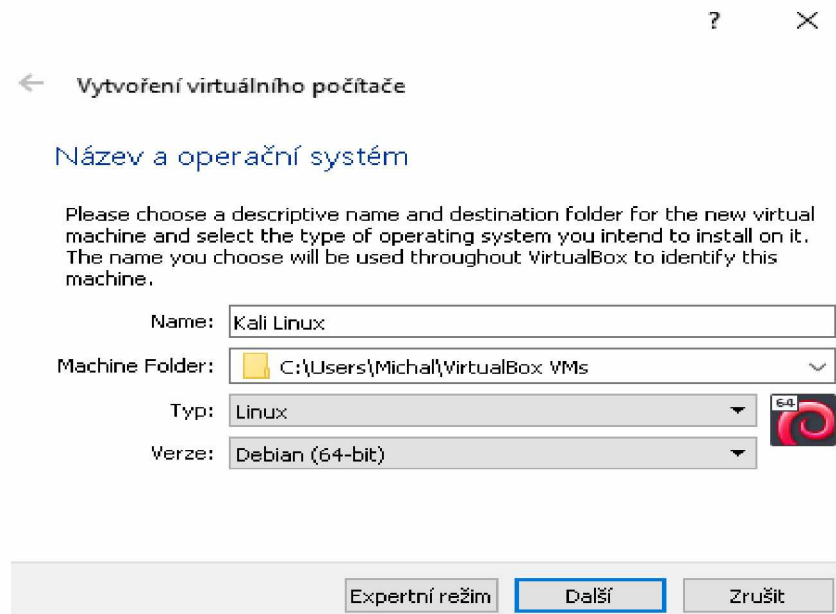 ?
Vytvoření virtuálního počítače
Název a operační systém
Please choose a descriptive name and destination folder for the new virtual
machine and select the type of operating system you intend to install on it.
The name you choose will be used throughout VirtualBox to identify this
machine.
Name: Kali Linux
Machine Folder: C:\Users\Michal\VirtualBox VMs
Typ: Linux
64
Verze: Debian (64-bit)
Expertní režim Další Zrušit